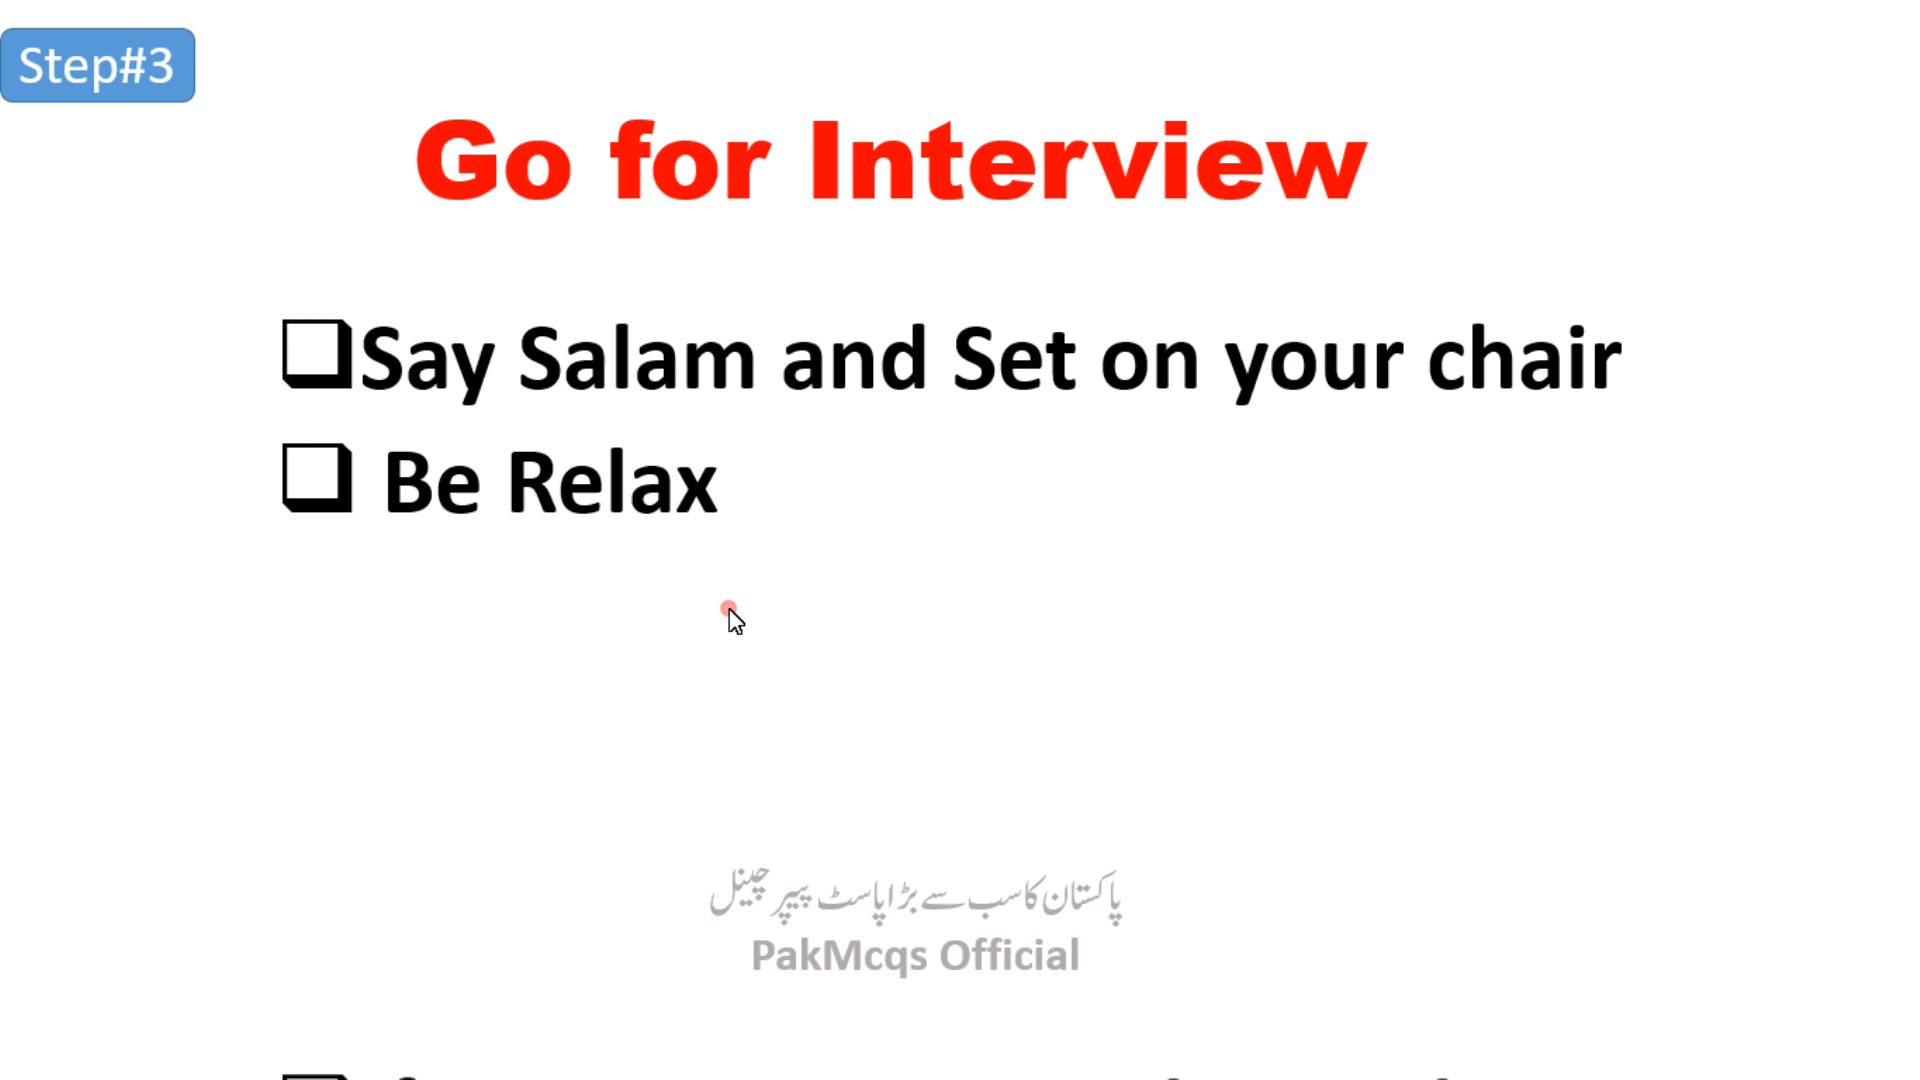 Step#3
Go for Interview
Say Salam and Set on your chair
Be Relax
پاکستان کا سب سے بڑا پاسٹ پیپر چینل
PakMcqs Official